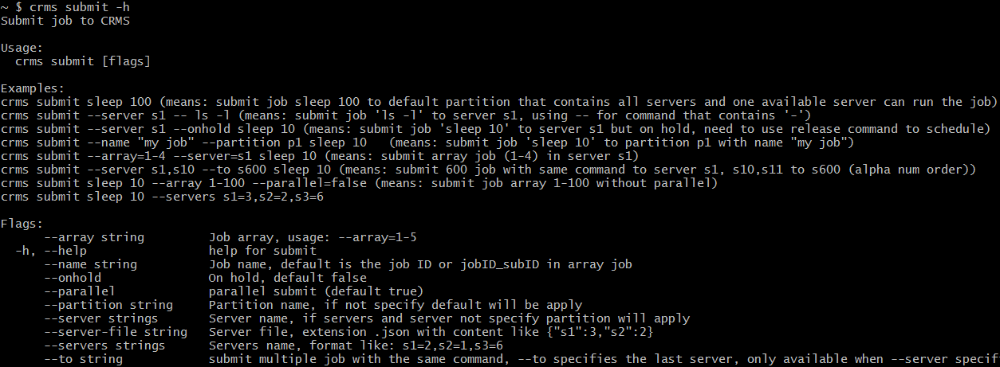 ~ $ crms submit -h
Submit job to CRMS
Usage:
crms submit [flags]
Examples:
crms submit sleep 100 (means: submit job sleep 100 to default partition that contains all servers and one available server can run the job)
crms submit --server s1 -- ls -l (means: submit job 'ls -l' to server s1, using -- for command that contains '-')
crms submit --server s1 --onhold sleep 10 (means: submit job 'sleep 10' to server s1 but on hold, need to use release command to schedule)
crms submit --name "my job" --partition p1 sleep 10   (means: submit job 'sleep 10' to partition p1 with name "my job")
crms submit --array=1-4 --server=s1 sleep 10 (means: submit array job (1-4) in server s1)
crms submit --server s1,s10 --to s600 sleep 10 (means: submit 600 job with same command to server s1, s10,s11 to s600 (alpha num order))
crms submit sleep 10 --array 1-100 --parallel=false (means: submit job array 1-100 without parallel)
crms submit sleep 10 --servers s1=3,s2=2,s3=6
Flags:
--array string         Job array, usage: --array=1-5
-h, --help                 help for submit
--name string          Job name, default is the job ID or jobID_subID in array job
--onhold               On hold, default false
--parallel             parallel submit (default true)
--partition string     Partition name, if not specify default will be apply
--server strings       Server name, if servers and server not specify partition will apply
--server-file string   Server file, extension .json with content like {"s1":3,"s2":2}
--servers strings      Servers name, format like: s1=2,s2=1,s3=6
--to string            submit multiple job with the same command, --to specifies the last server, only available when --server specif